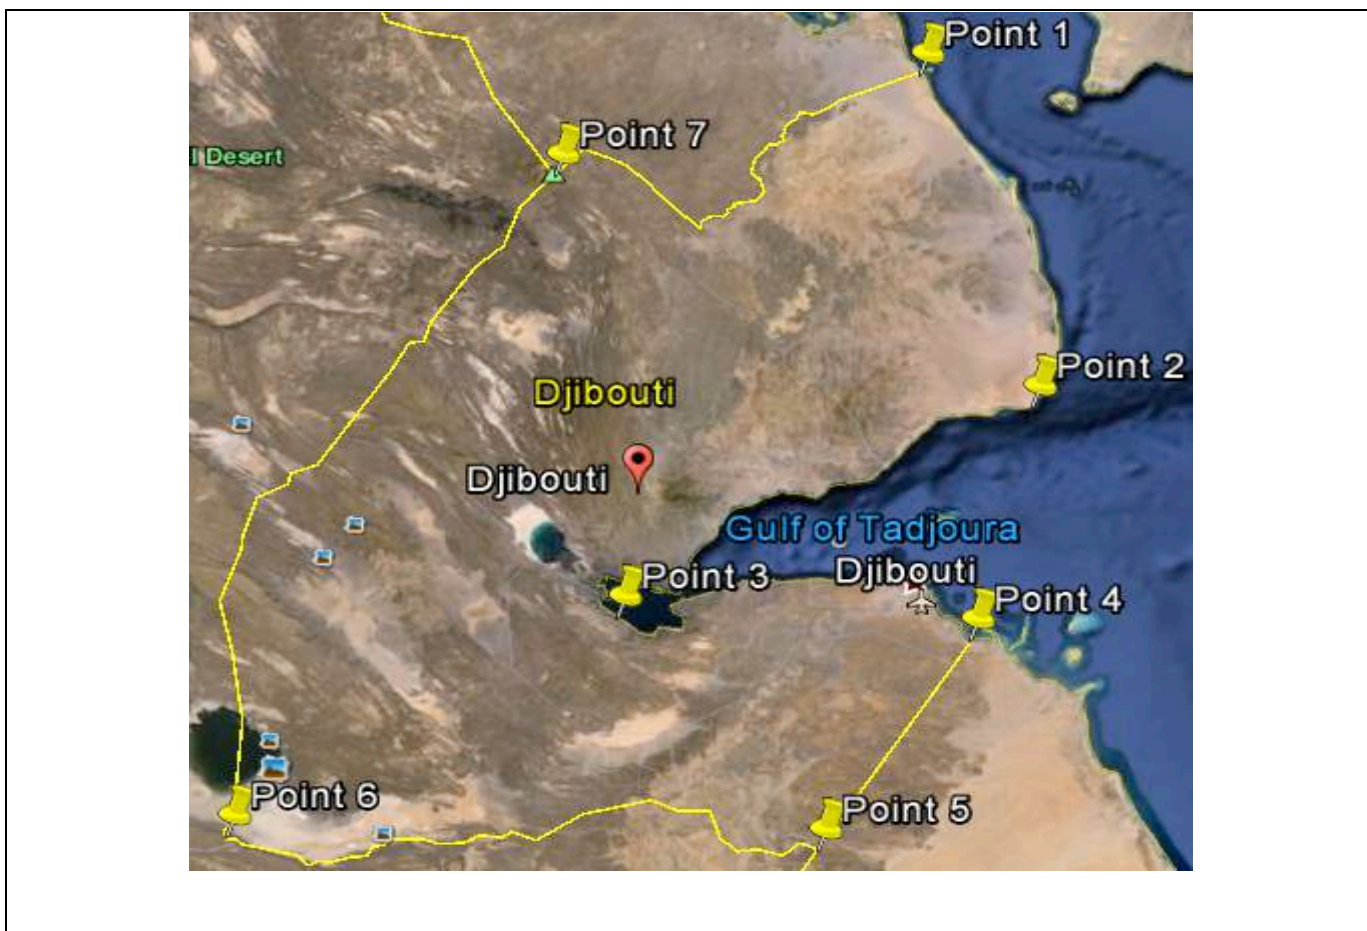 Point 1
Point 7
l Desert
Point 2
Djibouti
Djibouti
Gulf of Tadjoura
Point 3
Djibouti
Point 4
Point 6
Point 5